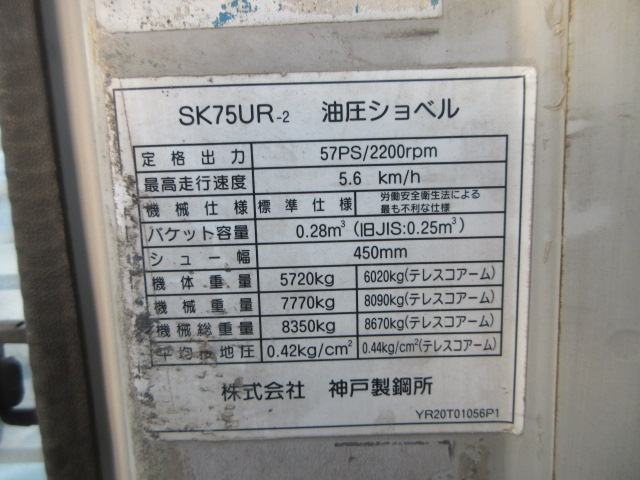 SK75UR-2 油圧ショベル
定格出力 57PS/2200rpm
最高走行速度 5.6 km/h
機械仕様 標準仕様 労働安全衛生法による
最も不利な仕様
バケット容量 0.28m³ (旧JIS:0.25m³)
シュー幅 450mm
機体重量 5720kg 6020kg(テレスコアーム)
機械重量 7770kg 8090kg(テレスコアーム)
機械総重量 8350kg 8670kg(テレスコアーム)
平均 地圧 0.42kg/cm² 0.44kg/cm²(テレスコアーム)
株式会社 神戸製鋼所
YR20T01056P1